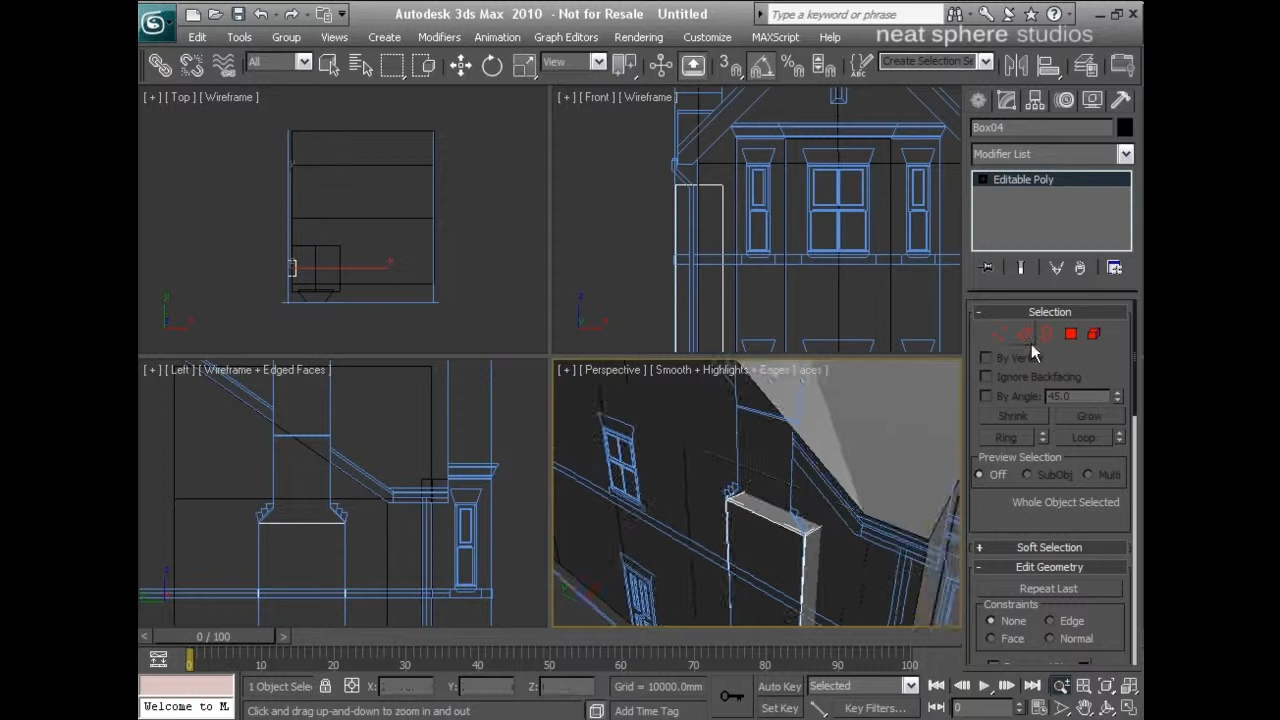 Autodesk 3ds Max 2010 - Not for Resale Untitled
Type a keyword or phrase
Edit Tools Group Views Create Modifiers Animation Graph Editors Rendering Customize MAXScript Help
neat sphere studios
All
View
3
Create Selection Se
[ + ] [ Top ] [ Wireframe ]
[ + ] [ Front ] [ Wireframe ]
Box04
Modifier List
Editable Poly
Selection
By Vert
Ignore Backfacing
By Angle: 45.0
Shrink Grow
Ring Loop
Preview Selection
Off SubObj Multi
Whole Object Selected
Soft Selection
Edit Geometry
Repeat Last
Constraints
None Edge
Face Normal
[ + ] [ Left ] [ Wireframe + Edged Faces ]
[ + ] [ Perspective ] [ Smooth + Highlights + Eages aces ]
0 / 100
0 10 20 30 40 50 60 70 80 90 100
1 Object Sele X: Y: Z: Grid = 10000.0mm Auto Key Selected
Welcome to M Click and drag up-and-down to zoom in and out Add Time Tag Set Key Key Filters... 0